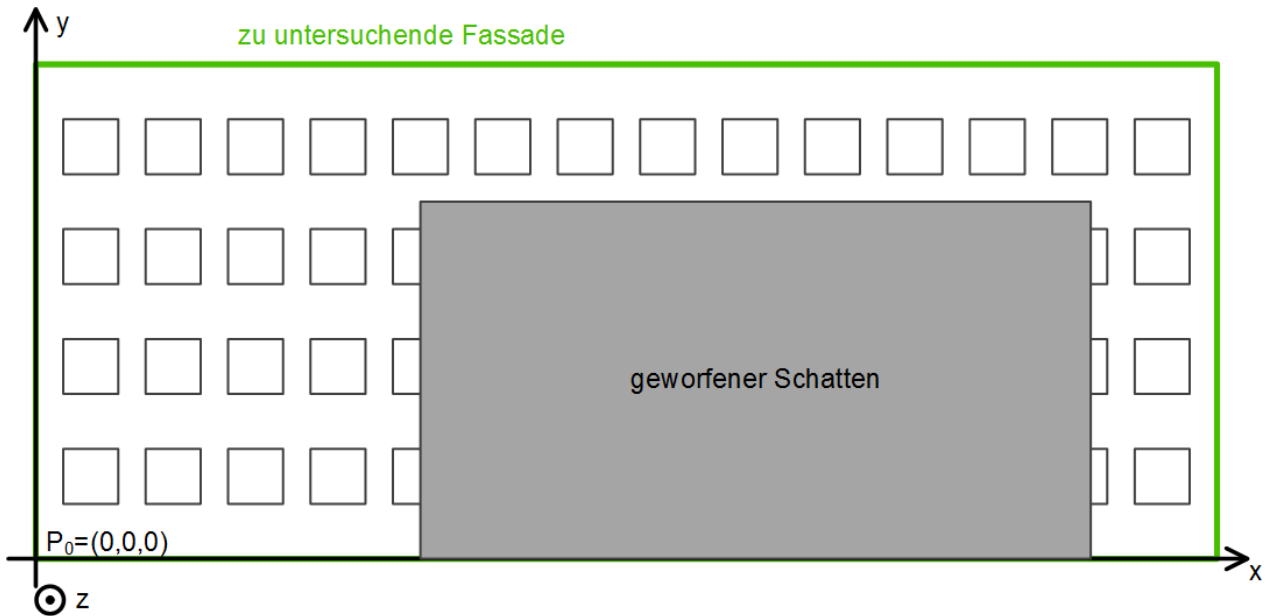 y
zu untersuchende Fassade
geworfener Schatten
P₀=(0,0,0)
x
z